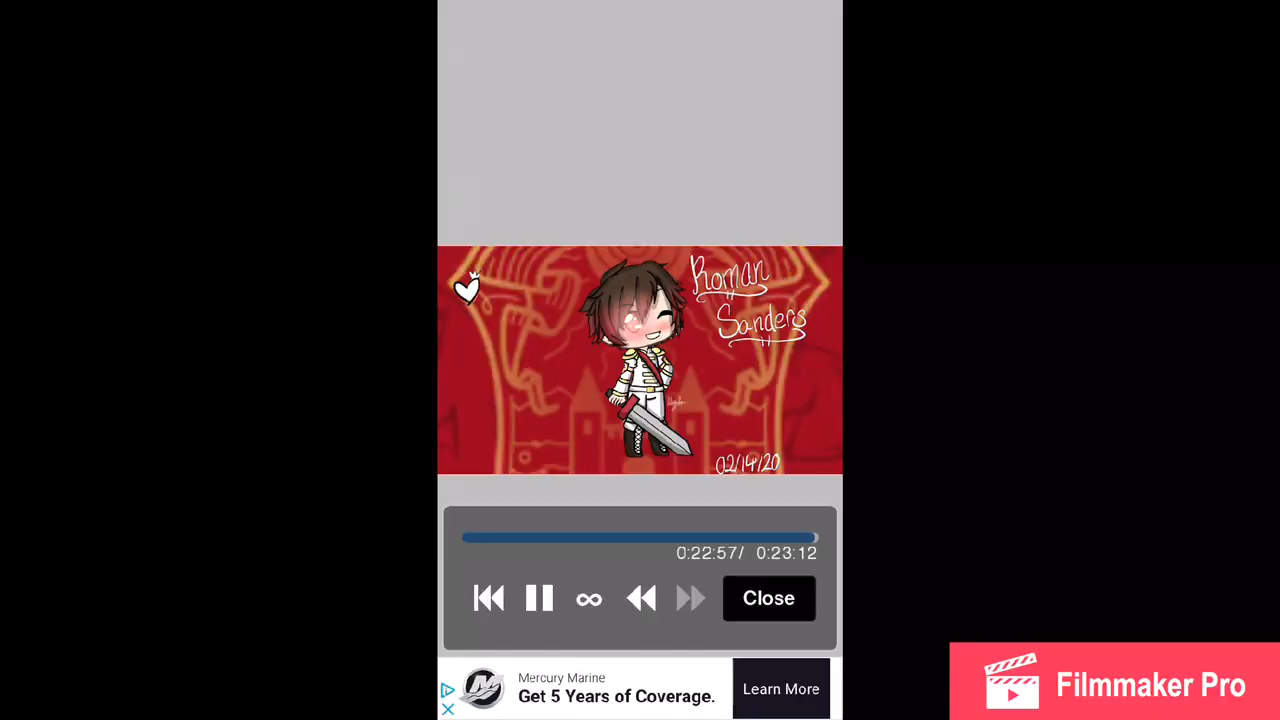 Roman
Sanders
02/14/20
0:22:57/ 0:23:12
Close
Mercury Marine
Get 5 Years of Coverage.
Learn More
Filmmaker Pro